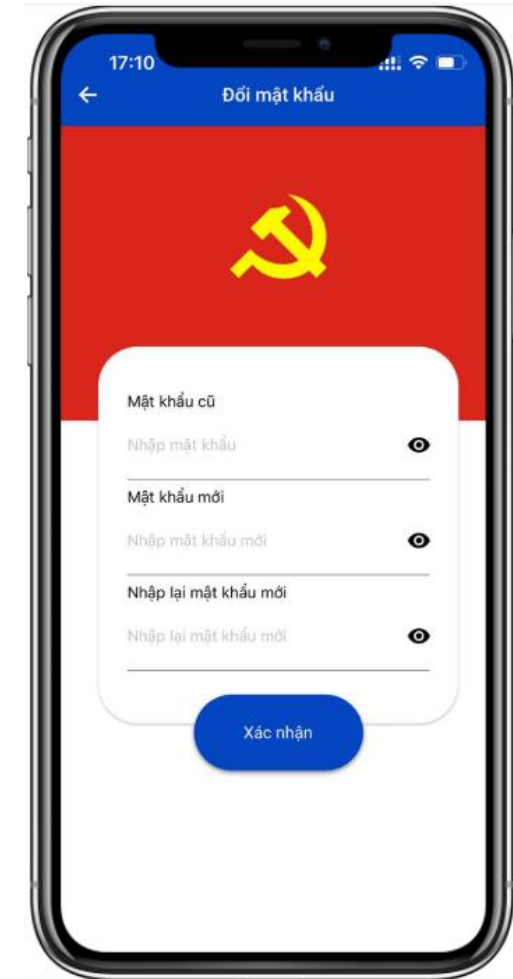 17:10
Đổi mật khẩu
Mật khẩu cũ
Nhập mật khẩu
Mật khẩu mới
Nhập mật khẩu mới
Nhập lại mật khẩu mới
Nhập lại mật khẩu mới
Xác nhận